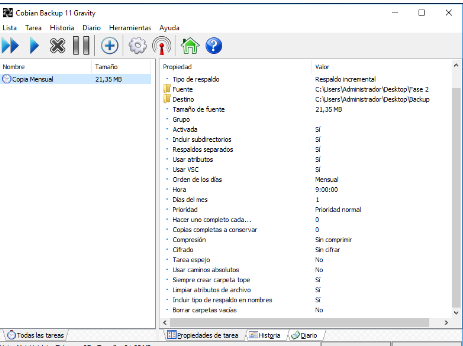 Cobian Backup 11 Gravity
Lista Tarea Historia Diario Herramientas Ayuda
Nombre Tamaño
Copia Mensual 21,35 MB
Propiedad Valor
Tipo de respaldo Respaldo incremental
Fuente C:\Users\Administrador\Desktop\Fase 2
Destino C:\Users\Administrador\Desktop\Backup
Tamaño de fuente 21,35 MB
Grupo
Activada Sí
Incluir subdirectorios Sí
Respaldos separados Sí
Usar atributos Sí
Usar VSC Sí
Orden de los días Mensual
Hora 9:00:00
Días del mes 1
Prioridad Prioridad normal
Hacer uno completo cada... 0
Copias completas a conservar 0
Compresión Sin comprimir
Cifrado Sin cifrar
Tarea espejo No
Usar caminos absolutos No
Siempre crear carpeta tope Sí
Limpiar atributos de archivo Sí
Incluir tipo de respaldo en nombres Sí
Borrar carpetas vacías No
Todas las tareas Propiedades de tarea Historia Diario